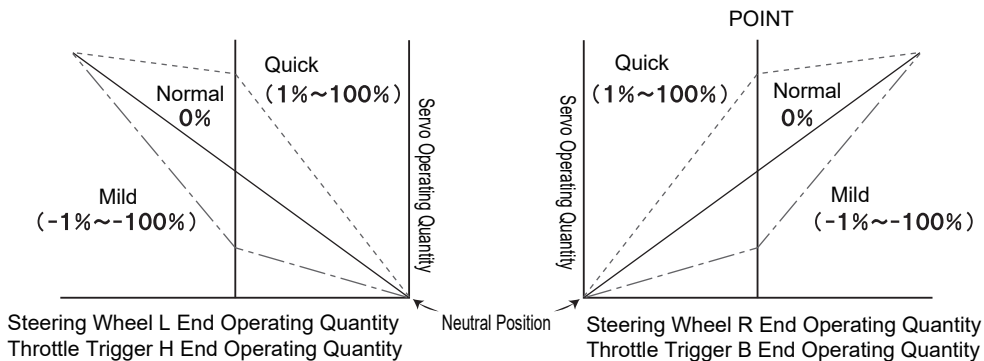 POINT
Quick
(1%~100%)
Normal
0%
Mild
(-1%~-100%)
Servo Operating Quantity
Steering Wheel L End Operating Quantity
Throttle Trigger H End Operating Quantity
Neutral Position
Quick
(1%~100%)
Normal
0%
Mild
(-1%~-100%)
Servo Operating Quantity
Steering Wheel R End Operating Quantity
Throttle Trigger B End Operating Quantity